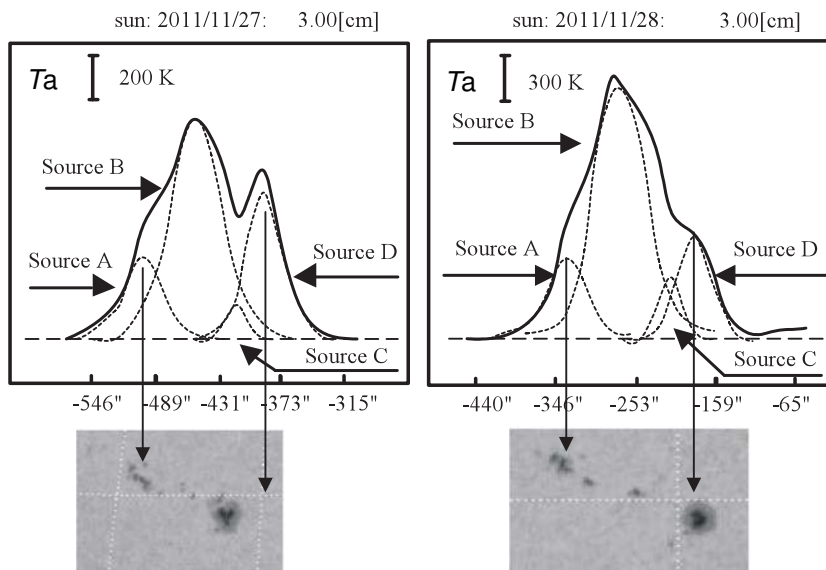 sun: 2011/11/27: 3.00[cm]
Ta
200 K
Source B
Source A
Source D
Source C
-546" -489" -431" -373" -315"
sun: 2011/11/28: 3.00[cm]
Ta
300 K
Source B
Source A
Source D
Source C
-440" -346" -253" -159" -65"